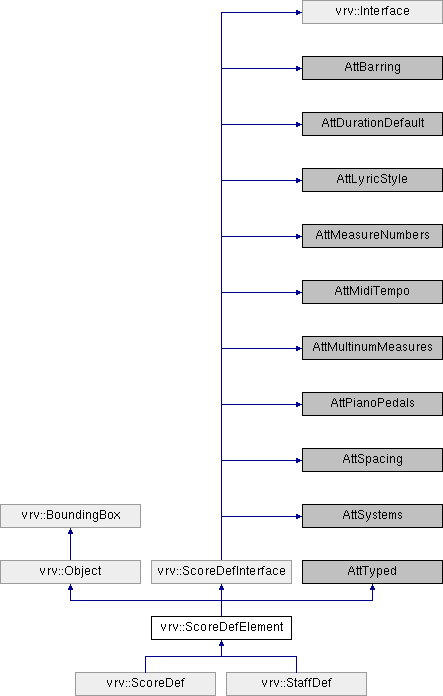 vrv::Interface
AttBarring
AttDurationDefault
AttLyricStyle
AttMeasureNumbers
AttMidiTempo
AttMultinumMeasures
AttPianoPedals
AttSpacing
vrv::BoundingBox
AttSystems
vrv::Object
vrv::ScoreDefInterface
AttTyped
vrv::ScoreDefElement
vrv::ScoreDef
vrv::StaffDef